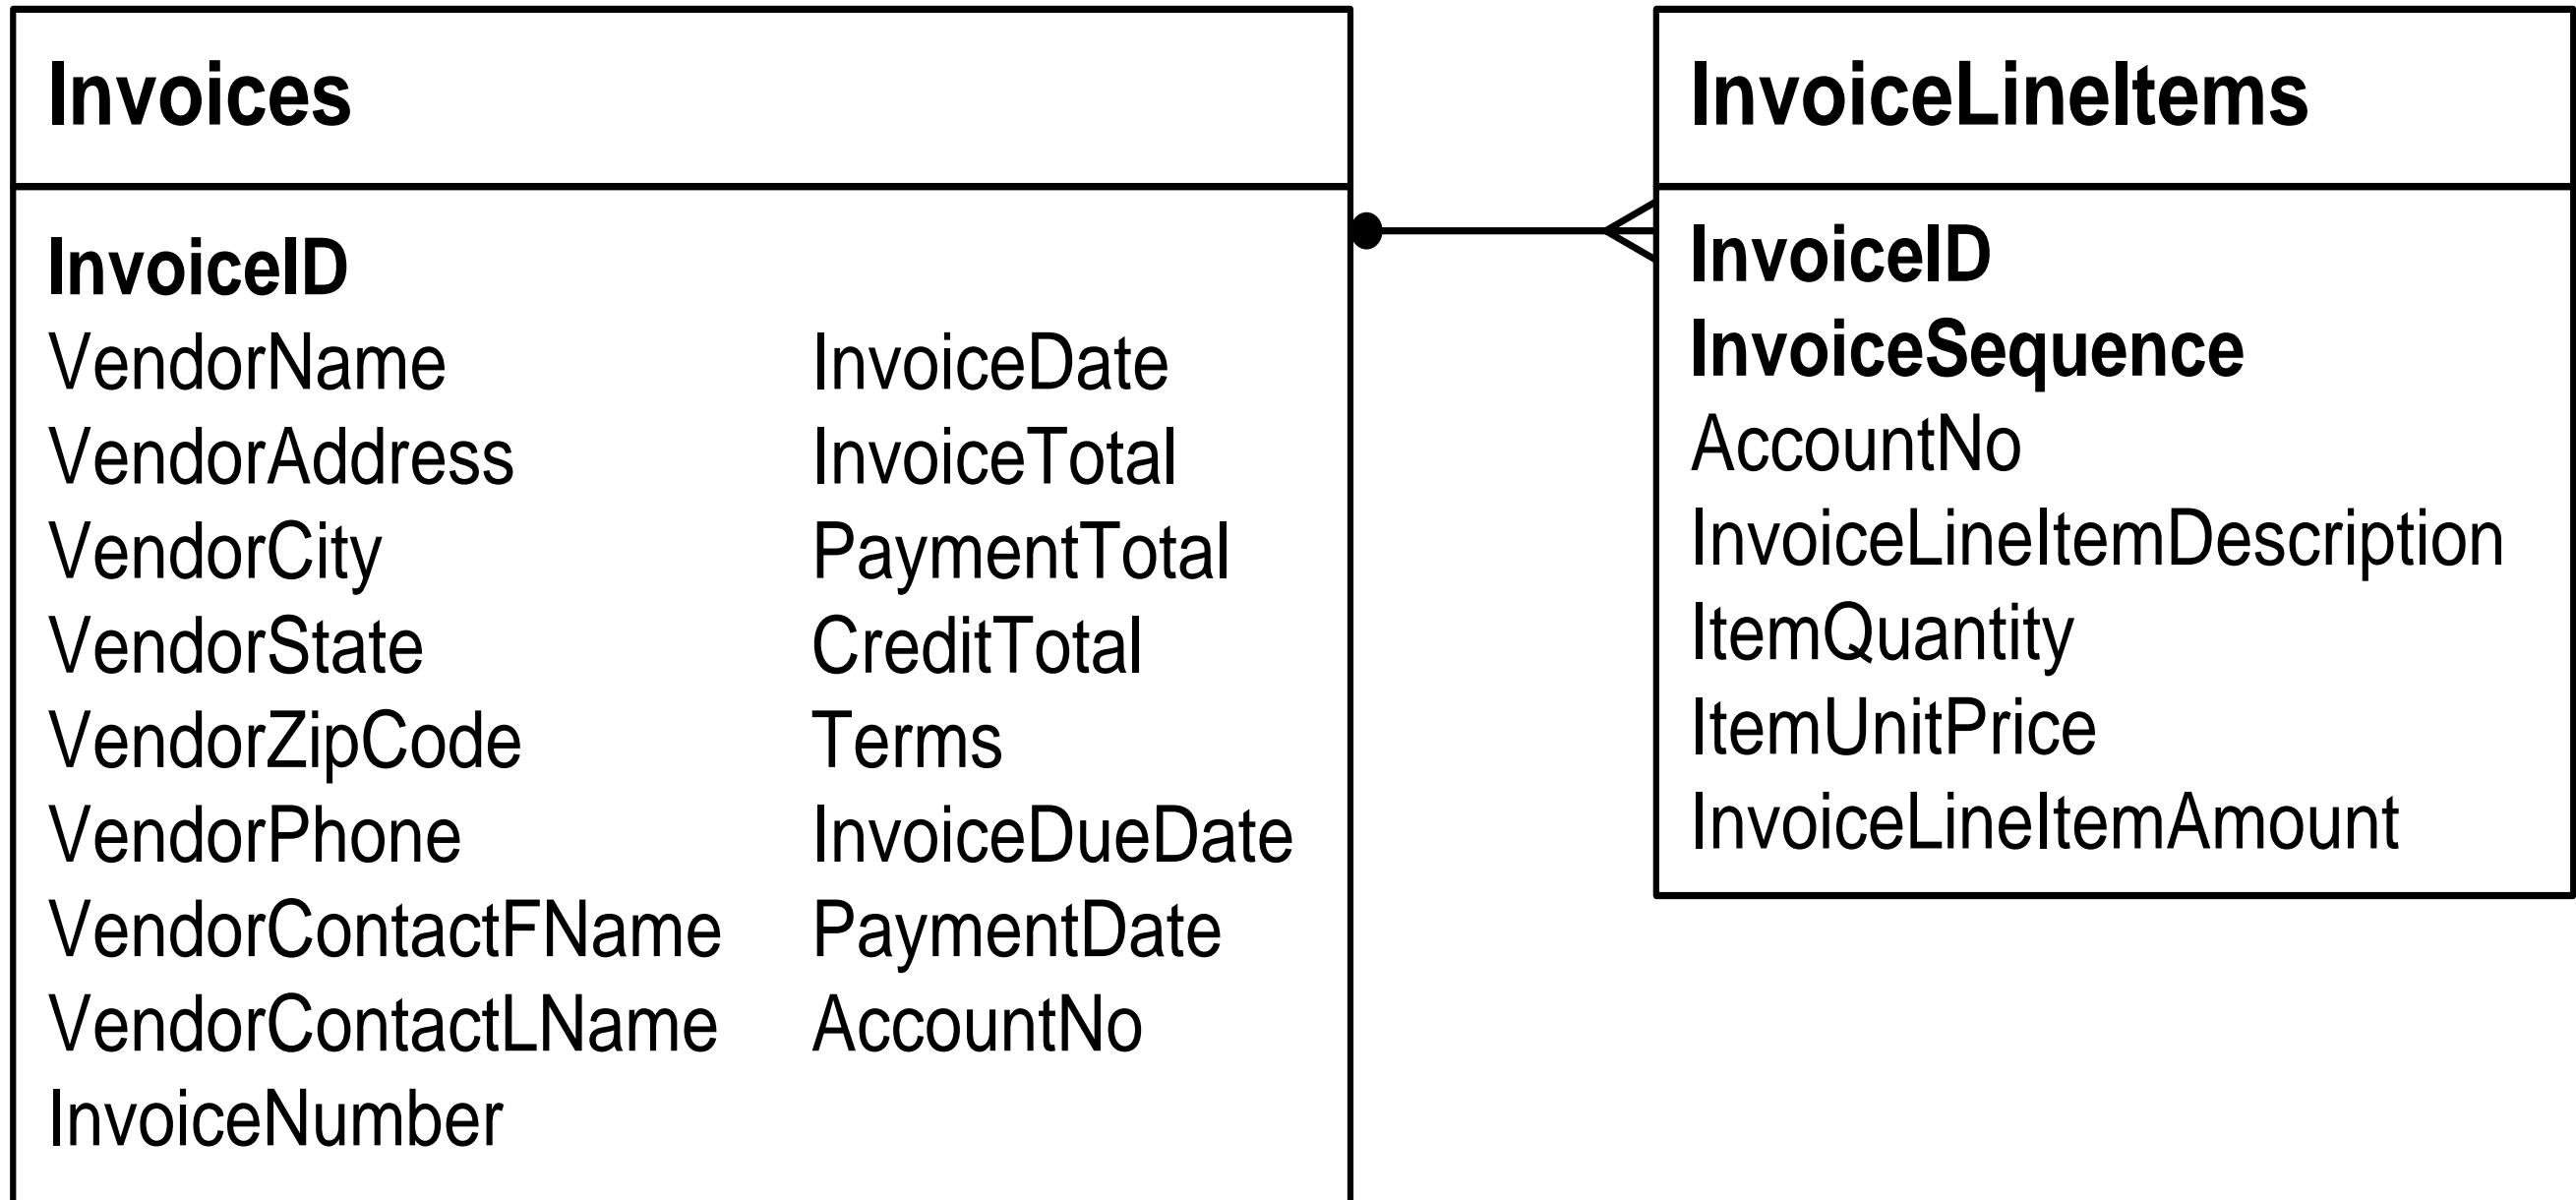 Invoices
InvoiceID
VendorName
VendorAddress
VendorCity
VendorState
VendorZipCode
VendorPhone
VendorContactFName
VendorContactLName
InvoiceNumber
InvoiceDate
InvoiceTotal
PaymentTotal
CreditTotal
Terms
InvoiceDueDate
PaymentDate
AccountNo
InvoiceLineItems
InvoiceID
InvoiceSequence
AccountNo
InvoiceLineItemDescription
ItemQuantity
ItemUnitPrice
InvoiceLineItemAmount